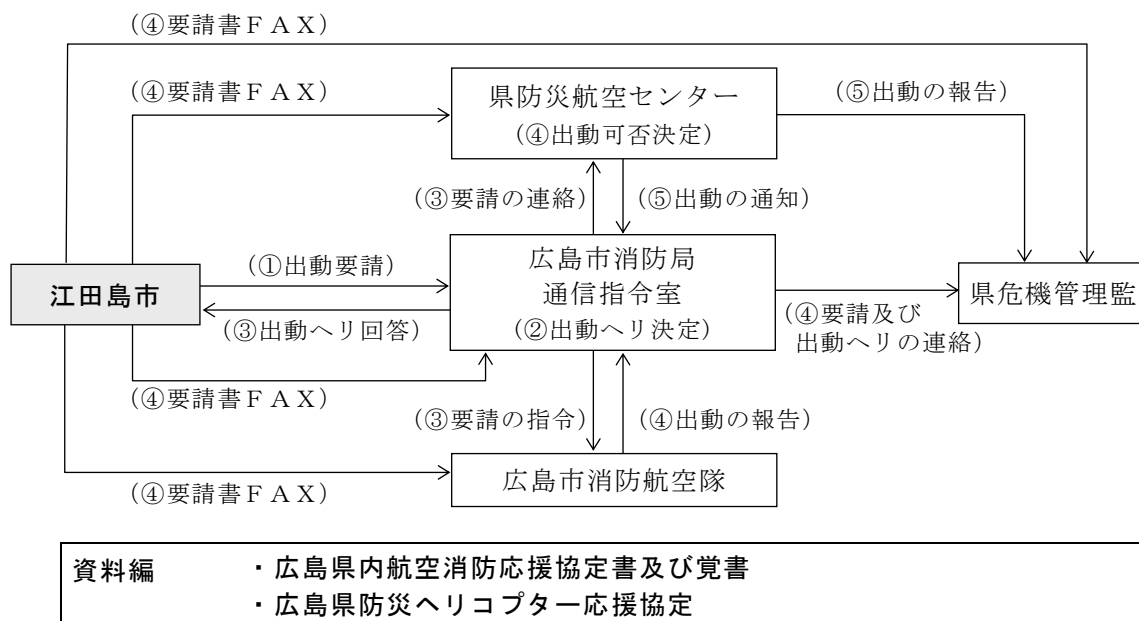 （④要請書ＦＡＸ）
（④要請書ＦＡＸ）
県防災航空センター
（④出動可否決定）
（⑤出動の報告）
（③要請の連絡）
（⑤出動の通知）
（①出動要請）
広島市消防局
通信指令室
（②出動ヘリ決定）
江田島市
県危機管理監
（③出動ヘリ回答）
（④要請及び
出動ヘリの連絡）
（④要請書ＦＡＸ）
（③要請の指令）
（④出動の報告）
広島市消防航空隊
（④要請書ＦＡＸ）
資料編　・広島県内航空消防応援協定書及び覚書
・広島県防災ヘリコプター応援協定